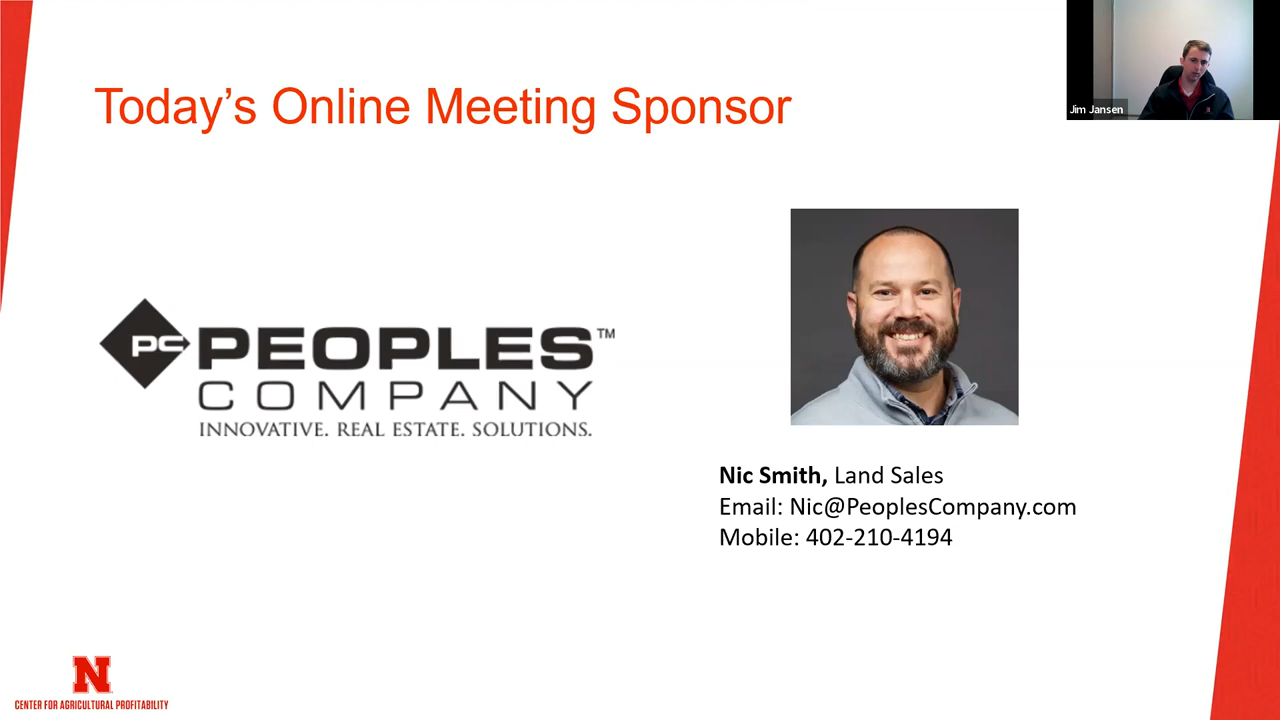 Jim Jansen
Today's Online Meeting Sponsor
PC PEOPLES™
COMPANY
INNOVATIVE. REAL ESTATE. SOLUTIONS.
Nic Smith, Land Sales
Email: Nic@PeoplesCompany.com
Mobile: 402-210-4194
N
CENTER FOR AGRICULTURAL PROFITABILITY